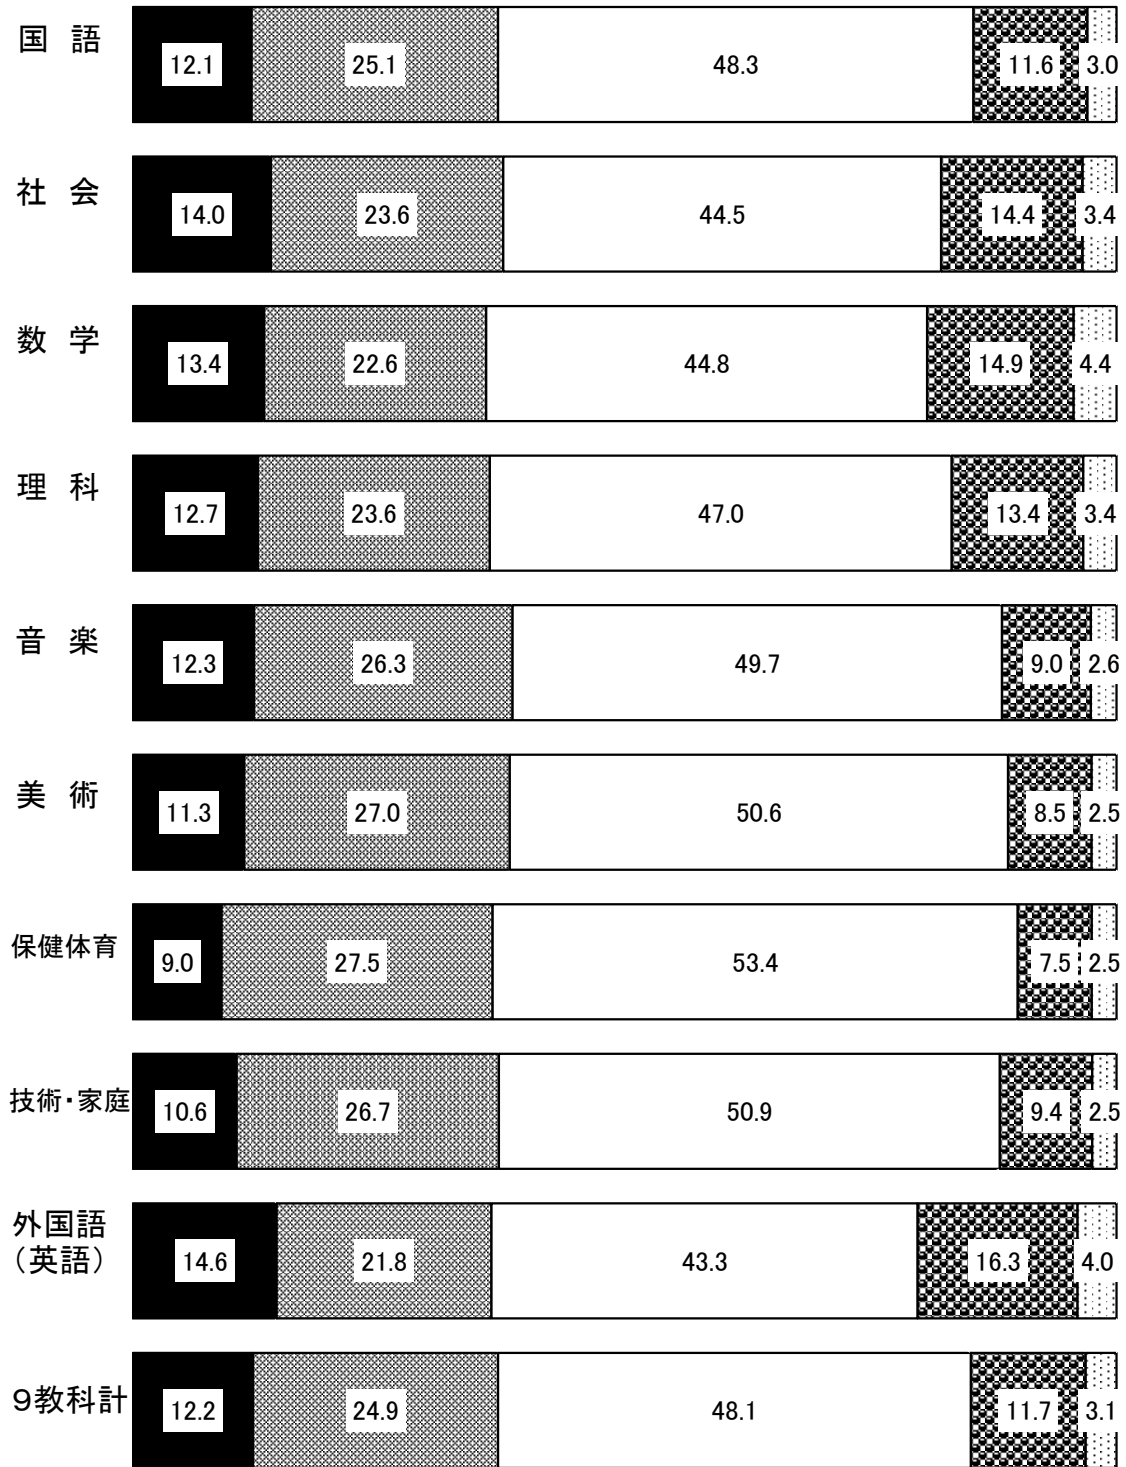 国 語 12.1 25.1 48.3 11.6 3.0
社 会 14.0 23.6 44.5 14.4 3.4
数 学 13.4 22.6 44.8 14.9 4.4
理 科 12.7 23.6 47.0 13.4 3.4
音 楽 12.3 26.3 49.7 9.0 2.6
美 術 11.3 27.0 50.6 8.5 2.5
保健体育 9.0 27.5 53.4 7.5 2.5
技術・家庭 10.6 26.7 50.9 9.4 2.5
外国語
（英語） 14.6 21.8 43.3 16.3 4.0
9教科計 12.2 24.9 48.1 11.7 3.1